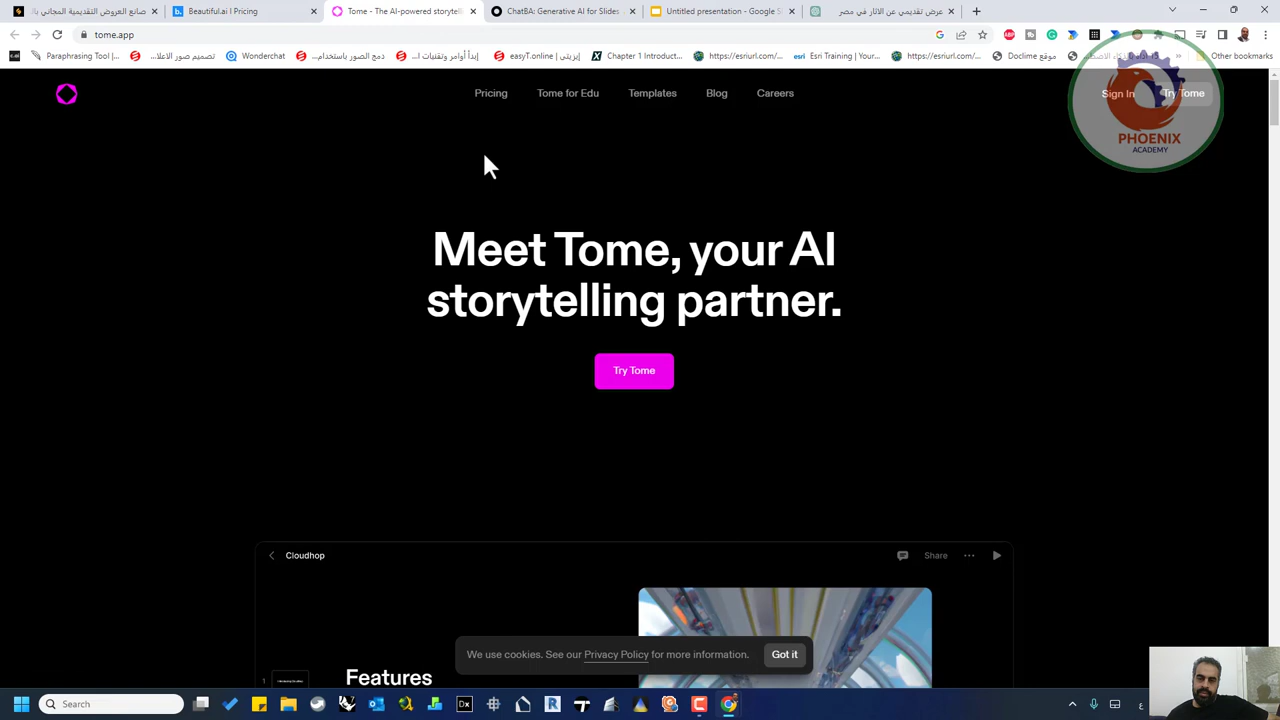 صانع العروض التقديمية المجاني بالذ
Beautiful.ai | Pricing
Tome - The AI-powered storytell
ChatBA: Generative AI for Slides
Untitled presentation - Google S
عرض تقديمي عن الآثار في مصر
tome.app
Paraphrasing Tool |...
تصميم صور الاعلا...
Wonderchat
دمج الصور باستخدام...
أبدأ أوامر وتقنيات ا...
easyT.online | إيزيتي...
Chapter 1 Introduct...
https://esriurl.com/...
Esri Training | Your...
https://esriurl.com/...
موقع Doclime
Other bookmarks
Pricing
Tome for Edu
Templates
Blog
Careers
Sign In
Try Tome
PHOENIX
ACADEMY
Meet Tome, your AI
storytelling partner.
Try Tome
Cloudhop
Share
We use cookies. See our Privacy Policy for more information.
Got it
1
Features
Search